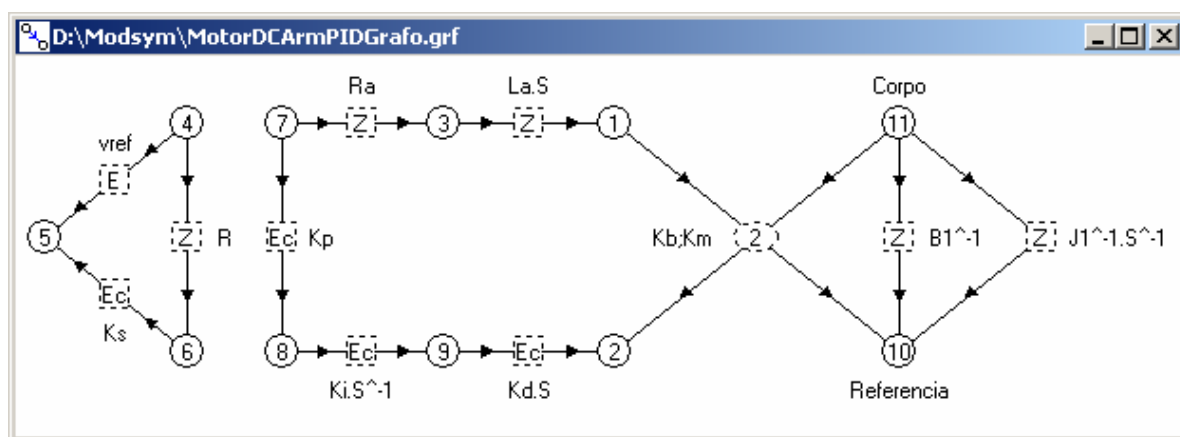 D:\Modsym\MotorDCArmPIDGrafo.grf
Ra La.S Corpo
4 7 Z 3 Z 1 11
vref
E
5 Z R Ec Kp Kb;Km 2 Z B1^-1 Z J1^-1.S^-1
Ec
Ks
6 8 Ec 9 Ec 2 10
Ki.S^-1 Kd.S Referencia